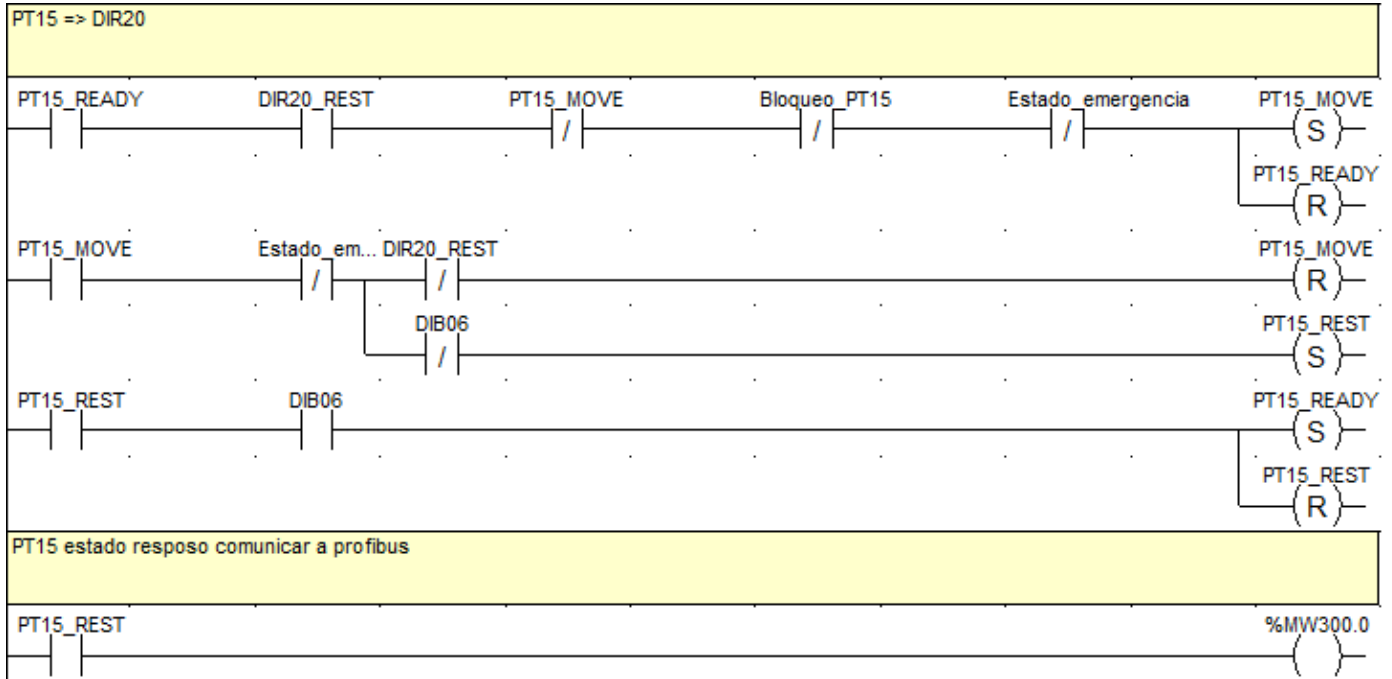 PT15 => DIR20
PT15_READY DIR20_REST PT15_MOVE Bloqueo_PT15 Estado_emergencia PT15_MOVE
/ / / S
PT15_READY
R
PT15_MOVE Estado_em... DIR20_REST PT15_MOVE
/ / R
DIB06 PT15_REST
/ S
PT15_REST DIB06 PT15_READY
S
PT15_REST
R
PT15 estado resposo comunicar a profibus
PT15_REST %MW300.0